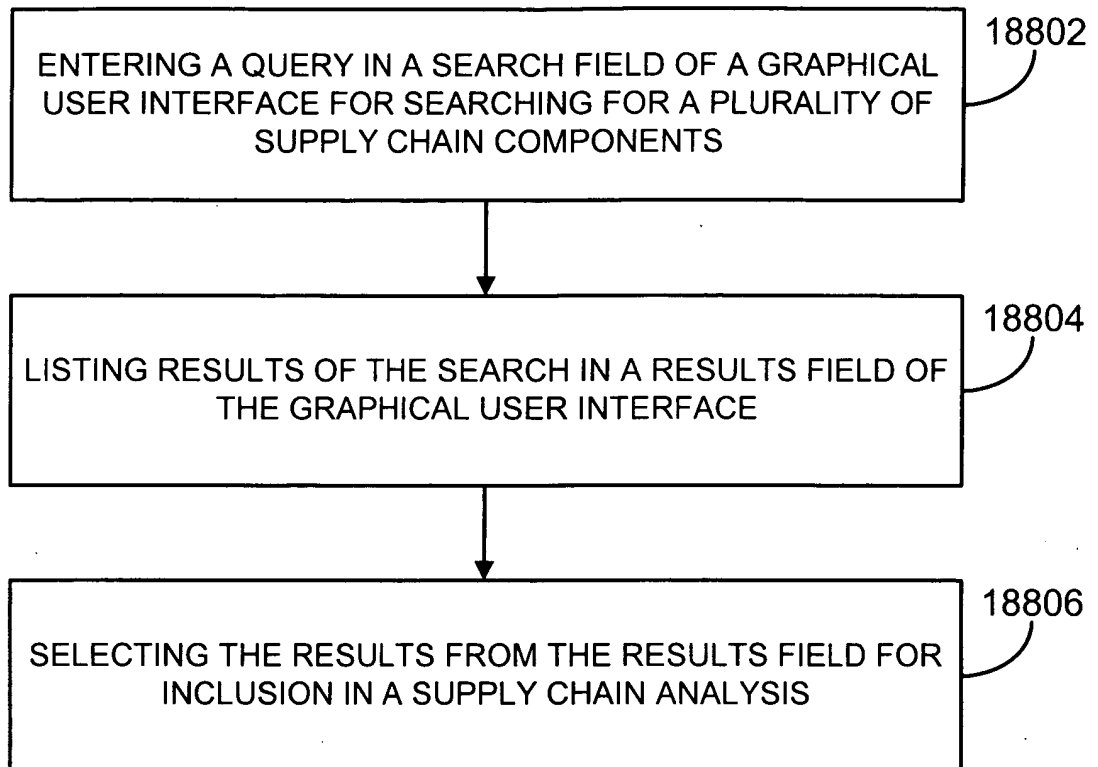 18802
ENTERING A QUERY IN A SEARCH FIELD OF A GRAPHICAL
USER INTERFACE FOR SEARCHING FOR A PLURALITY OF
SUPPLY CHAIN COMPONENTS
18804
LISTING RESULTS OF THE SEARCH IN A RESULTS FIELD OF
THE GRAPHICAL USER INTERFACE
18806
SELECTING THE RESULTS FROM THE RESULTS FIELD FOR
INCLUSION IN A SUPPLY CHAIN ANALYSIS